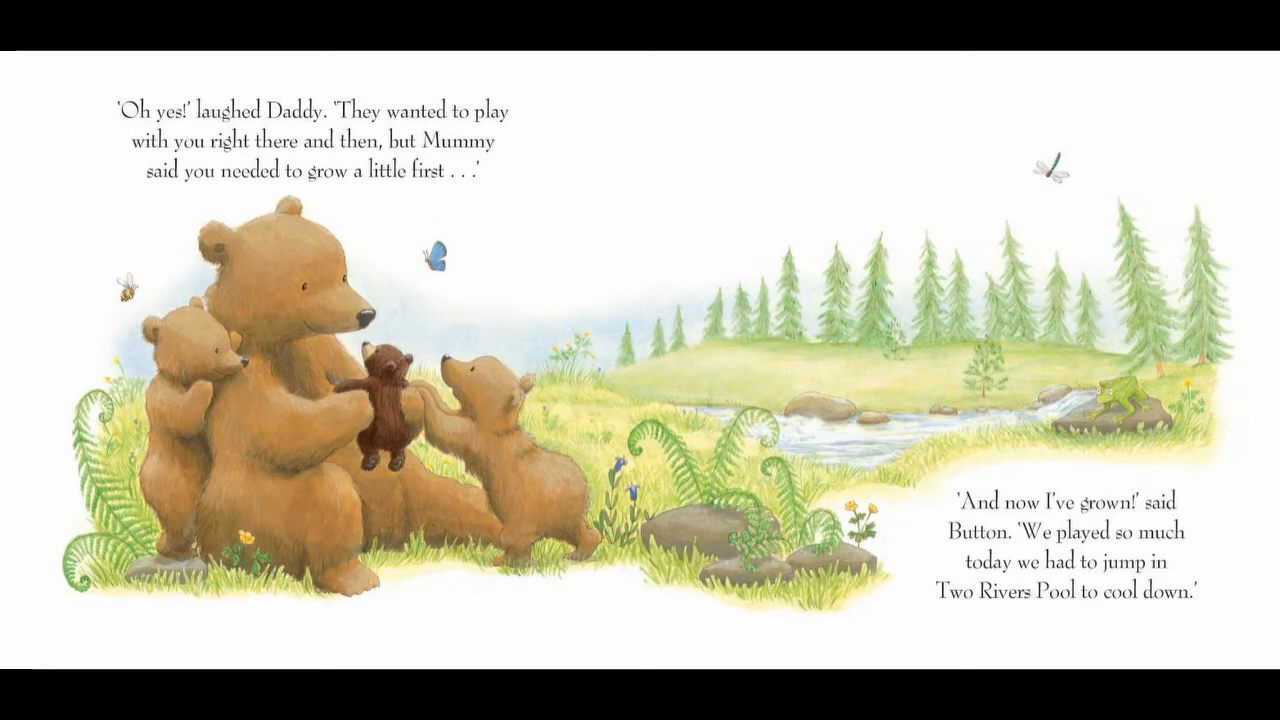 ‘Oh yes!’ laughed Daddy. ‘They wanted to play
with you right there and then, but Mummy
said you needed to grow a little first . . .’
‘And now I’ve grown!’ said
Button. ‘We played so much
today we had to jump in
Two Rivers Pool to cool down.’